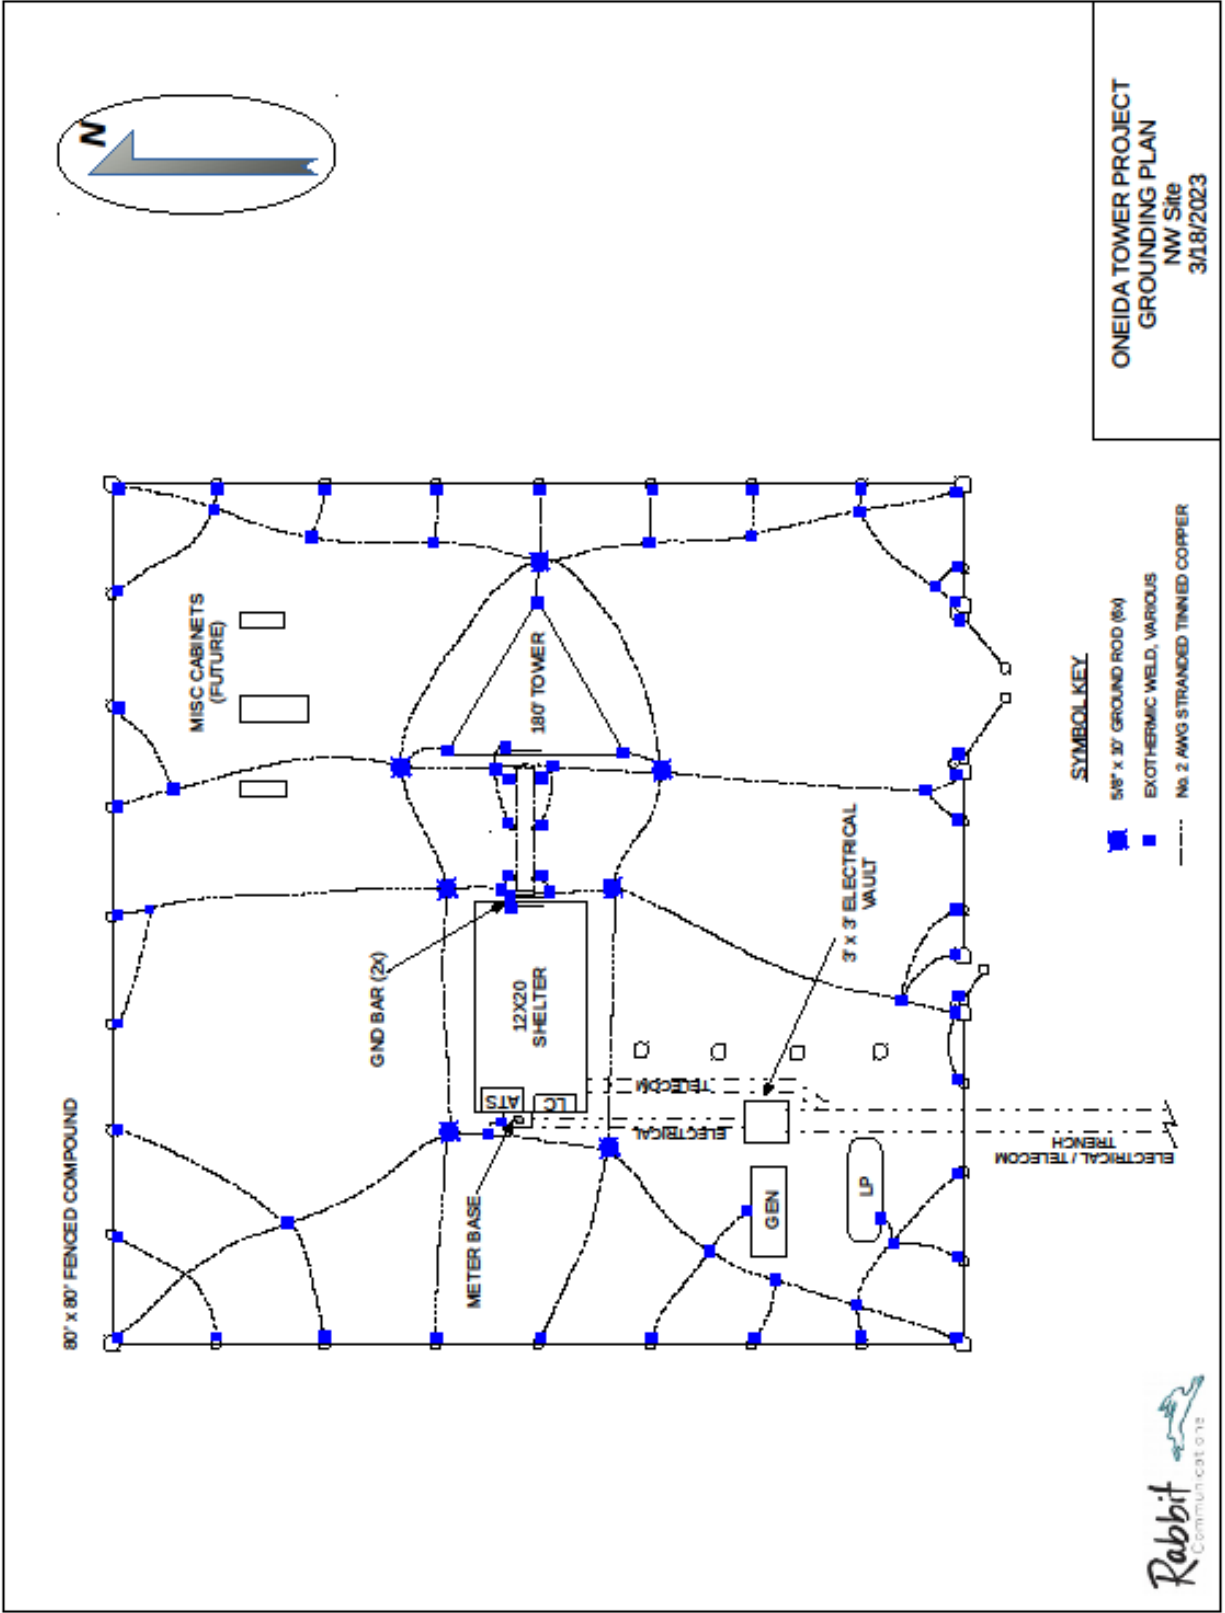 N
ONEIDA TOWER PROJECT
GROUNDING PLAN
NW Site
3/18/2023
80' x 80' FENCED COMPOUND
MISC CABINETS
(FUTURE)
180' TOWER
GND BAR (2x)
12X20
SHELTER
ATS
LC
METER BASE
TELECOM
ELECTRICAL
3' x 3' ELECTRICAL
VAULT
GEN
LP
ELECTRICAL / TELECOM
TRENCH
SYMBOL KEY
5/8" x 10' GROUND ROD (6x)
EXOTHERMIC WELD, VARIOUS
No. 2 AWG STRANDED TINNED COPPER
Rabbit
Communications